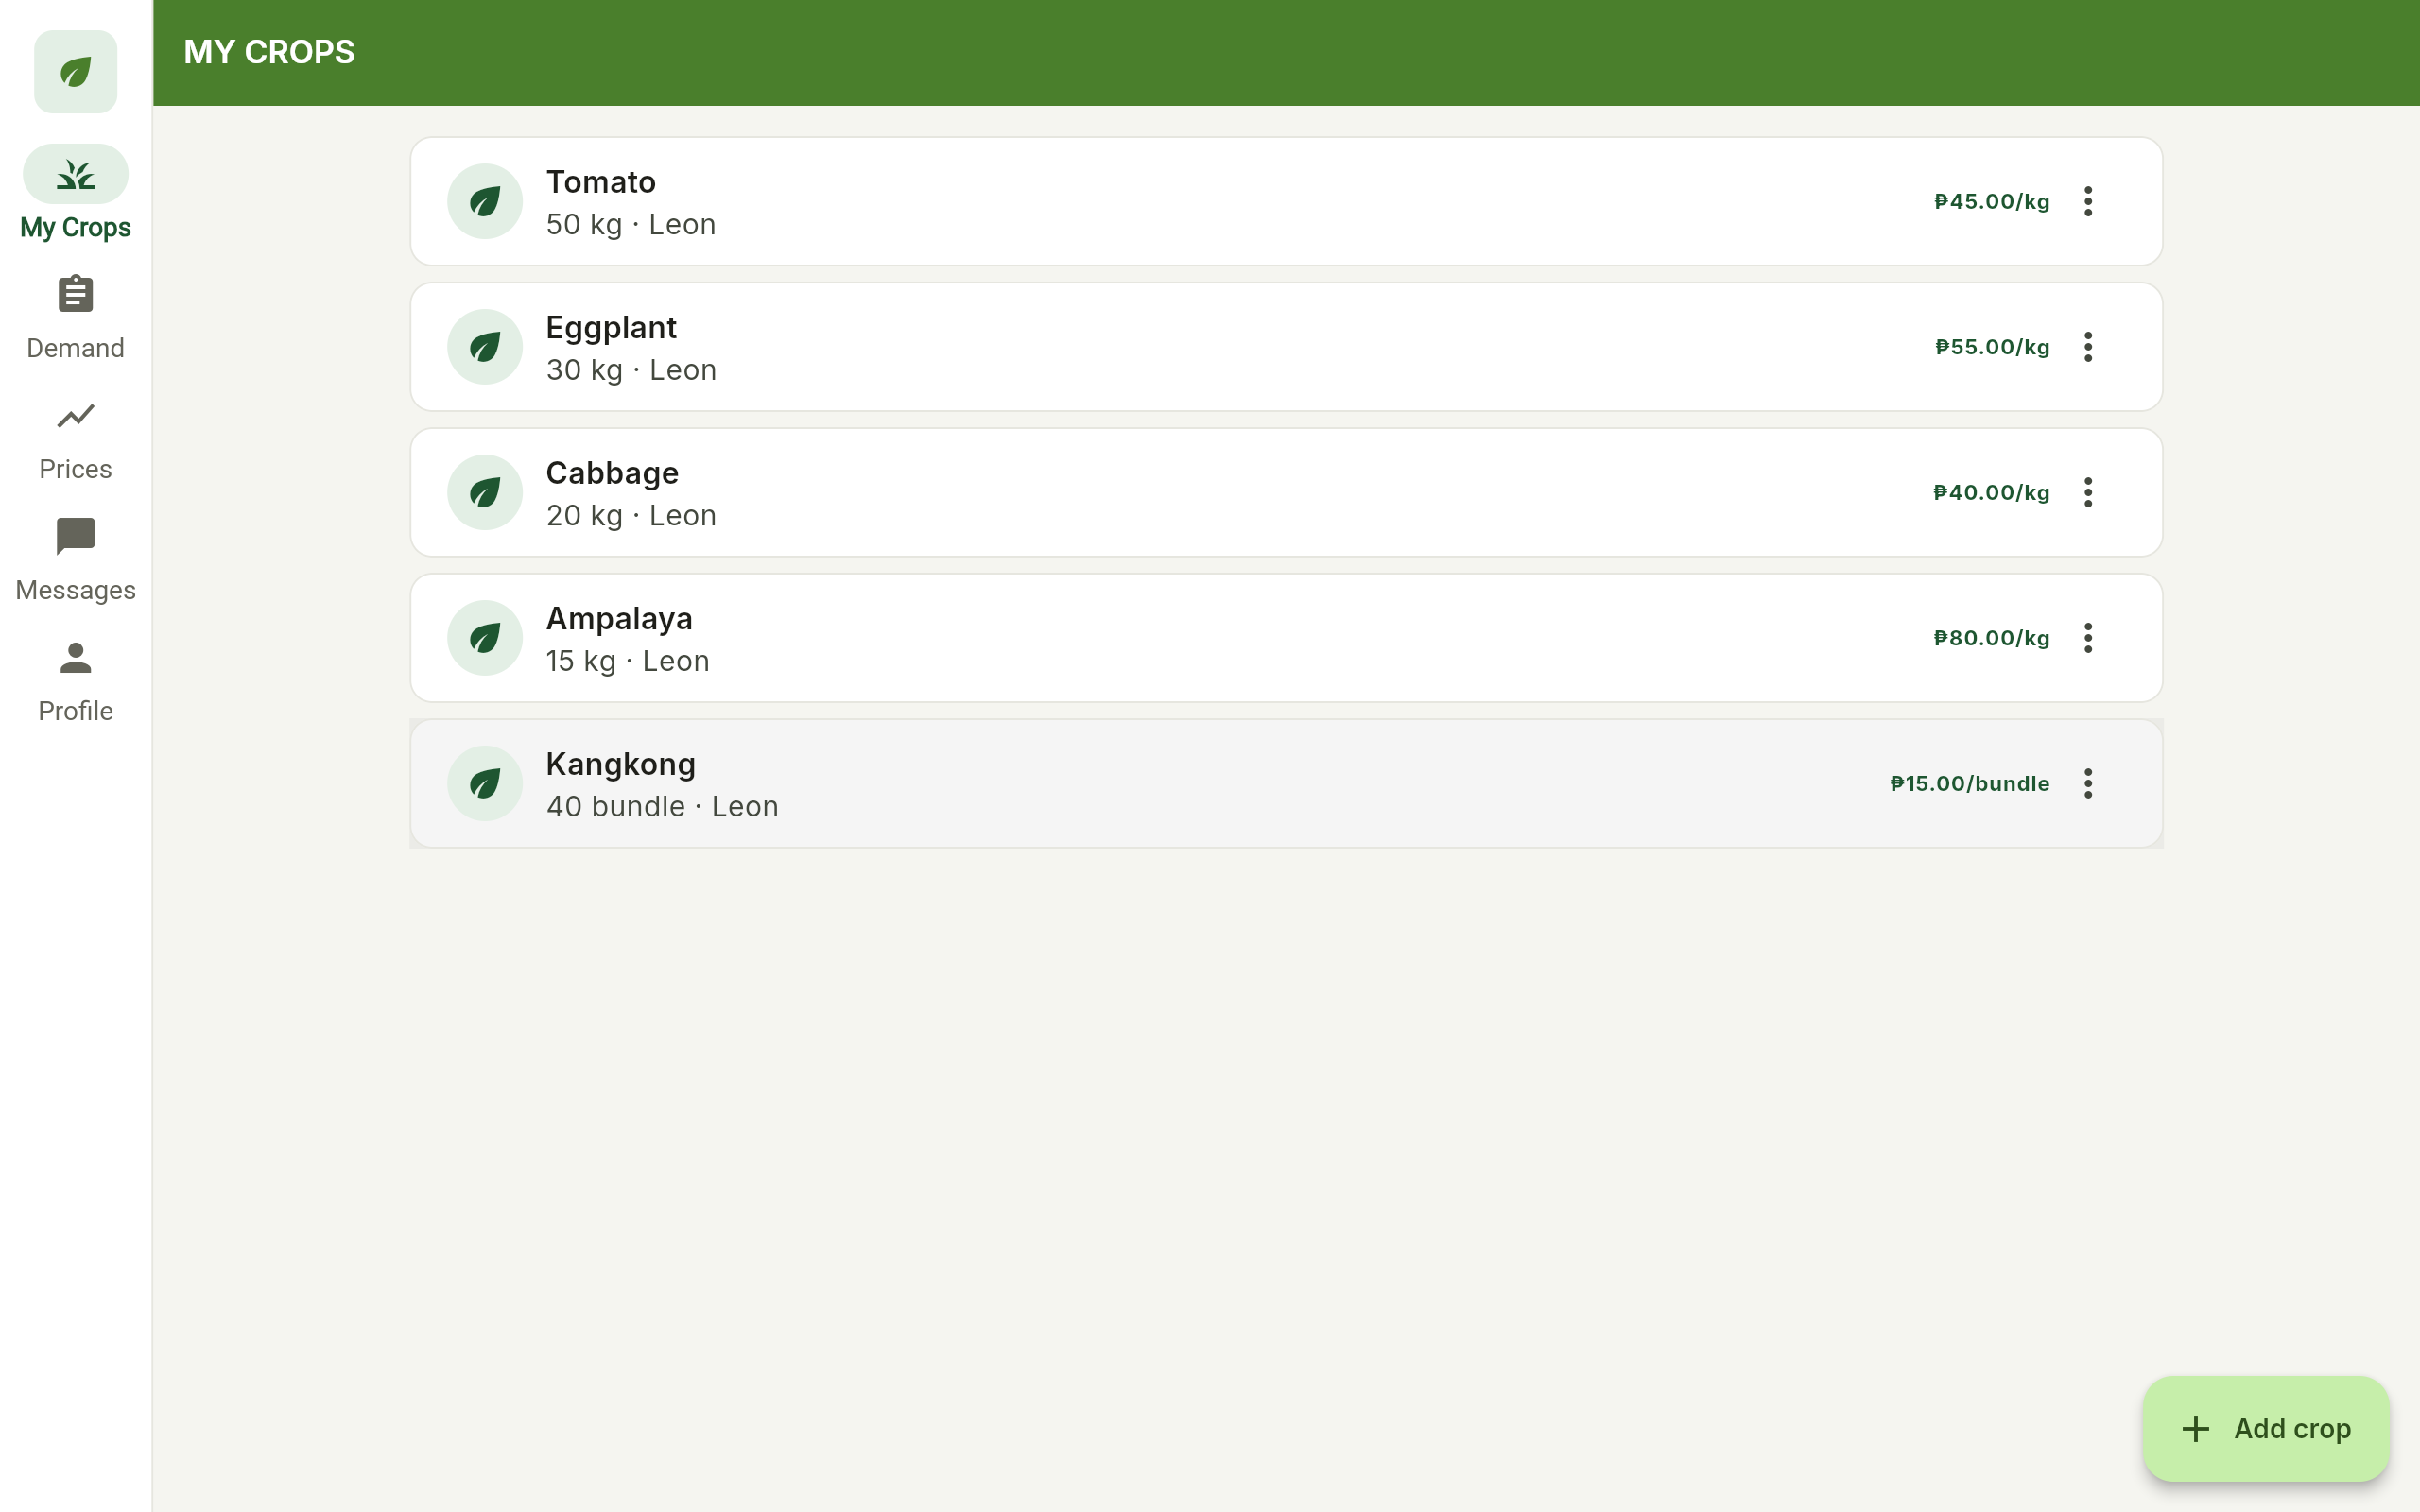 MY CROPS
My Crops
Demand
Prices
Messages
Profile
Tomato
50 kg · Leon
₱45.00/kg
Eggplant
30 kg · Leon
₱55.00/kg
Cabbage
20 kg · Leon
₱40.00/kg
Ampalaya
15 kg · Leon
₱80.00/kg
Kangkong
40 bundle · Leon
₱15.00/bundle
Add crop